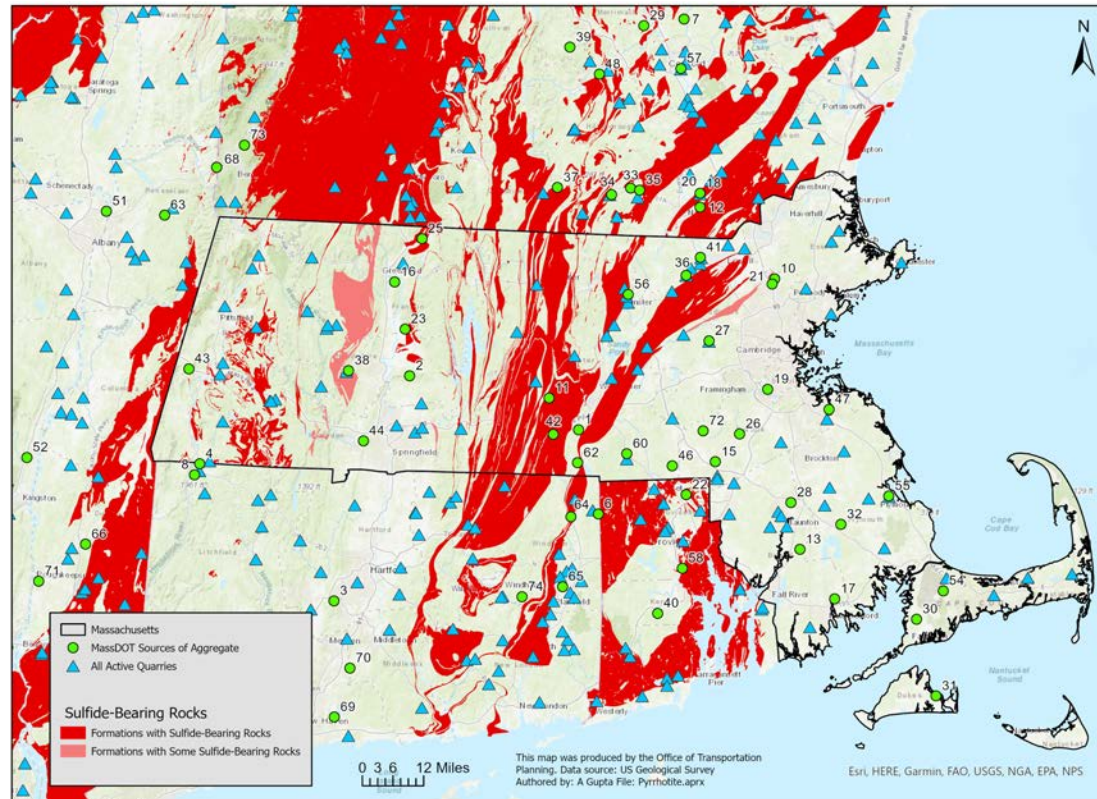 N
29
7
39
48
57
73
68
51
63
37
34
33
35
20
18
12
Saratoga
Springs
Schenectady
Albany
Portsmouth
Haverhill
25
16
41
36
56
21
10
23
27
Pittsfield
Cambridge
Massachusetts
Bay
43
38
2
11
19
Framingham
44
42
1
72
26
47
Springfield
Brockton
52
4
8
62
60
46
15
Kingston
22
28
55
64
6
32
Taunton
Cape
Cod Bay
Hartford
66
13
58
71
74
65
Fall River
17
54
3
40
30
Middletown
70
Nantucket
Sound
31
Dukes
69
Westerly
Massachusetts
MassDOT Sources of Aggregate
All Active Quarries
Sulfide-Bearing Rocks
Formations with Sulfide-Bearing Rocks
Formations with Some Sulfide-Bearing Rocks
0 3 6 12 Miles
This map was produced by the Office of Transportation
Planning. Data source: US Geological Survey
Authored by: A Gupta File: Pyrrhotite.aprx
Esri, HERE, Garmin, FAO, USGS, NGA, EPA, NPS